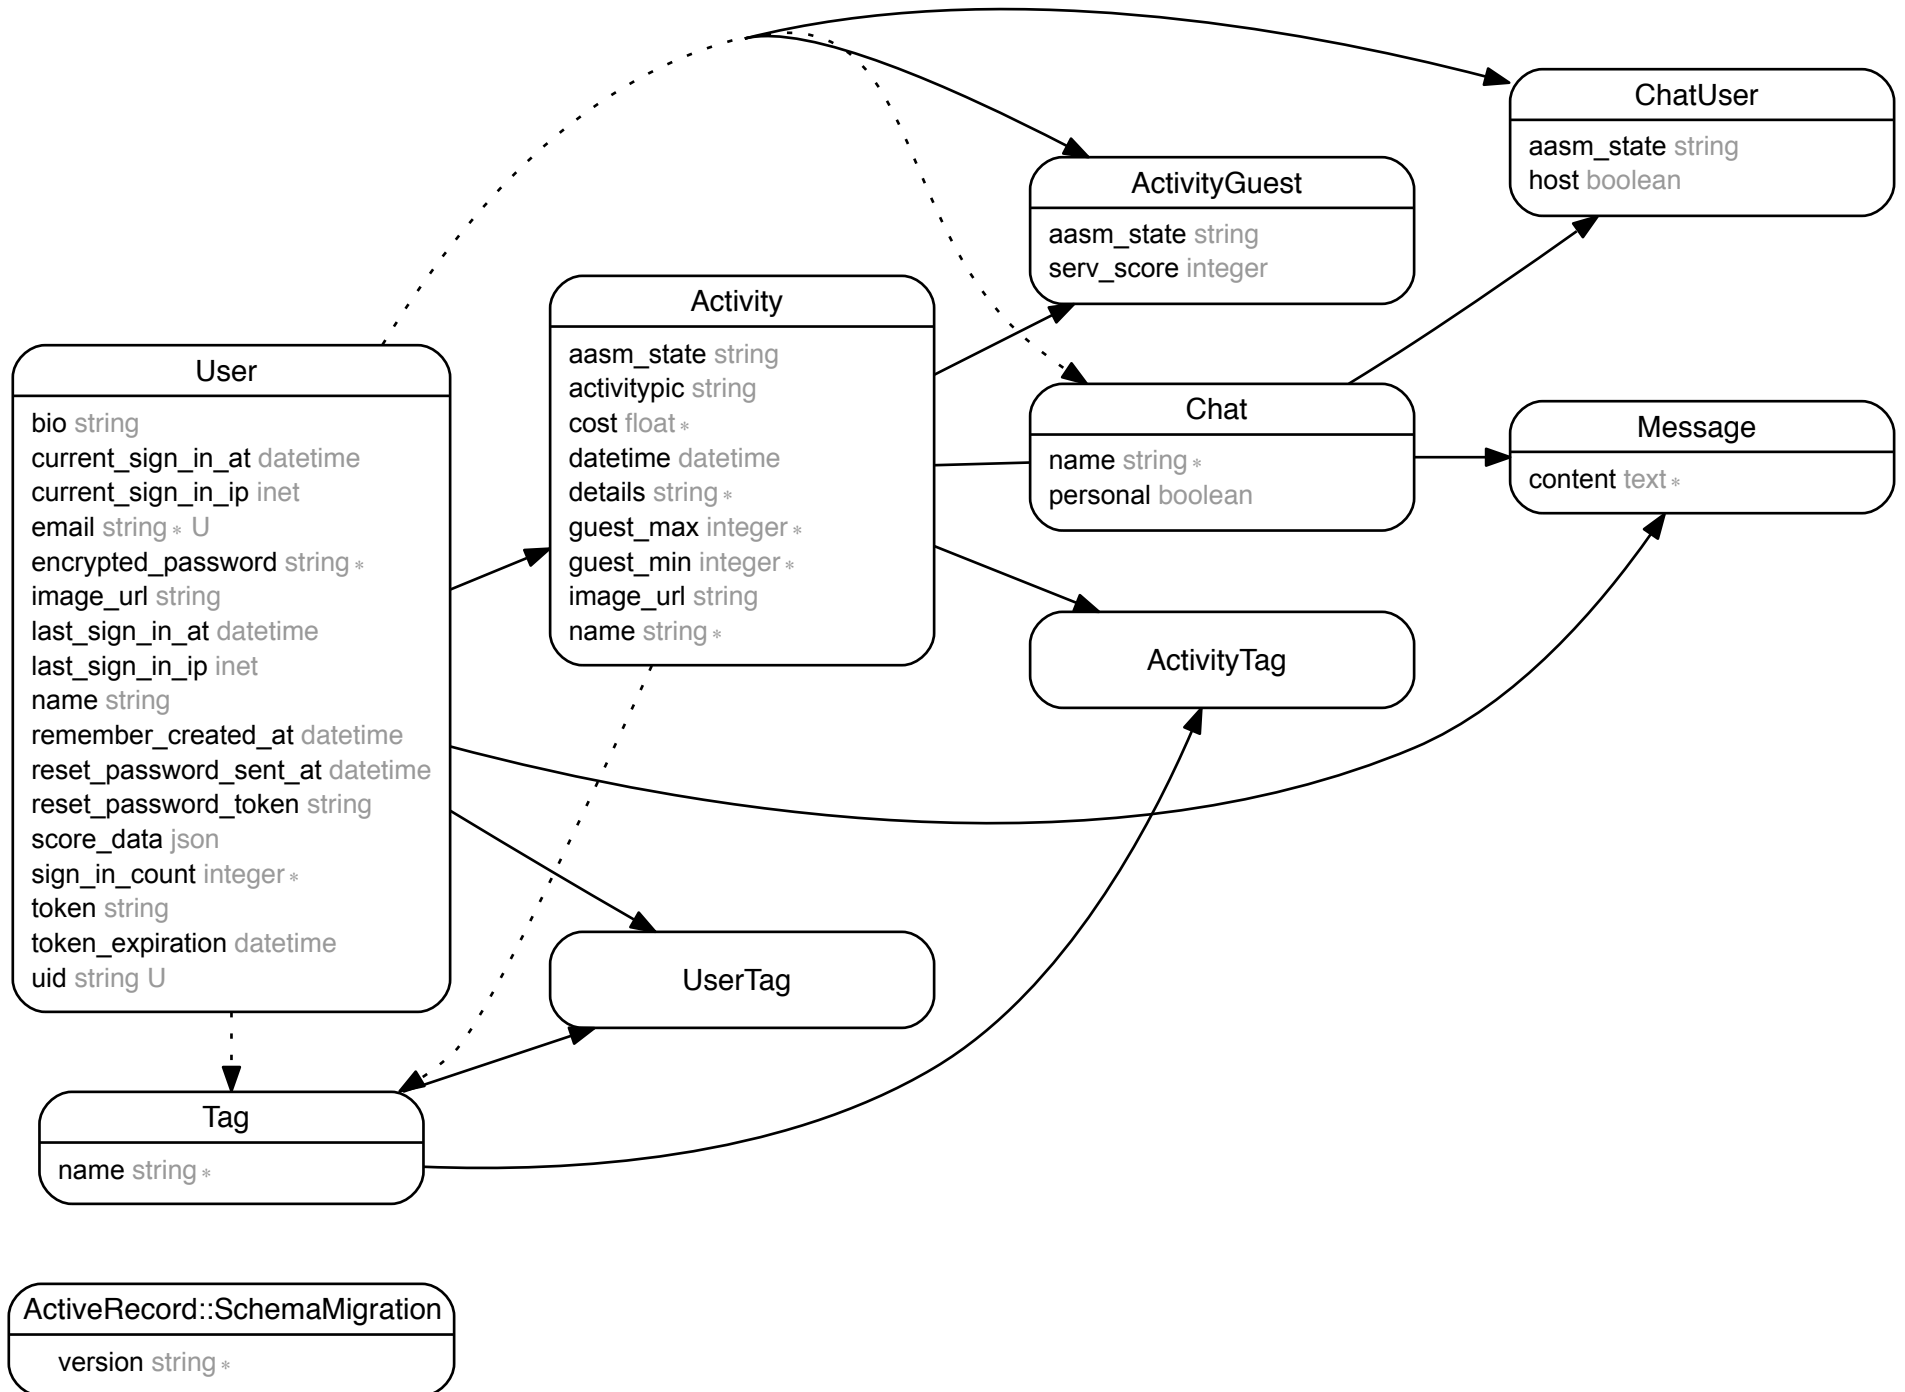 ChatUser
aasm_state string
host boolean
ActivityGuest
aasm_state string
serv_score integer
Activity
aasm_state string
activitypic string
cost float *
datetime datetime
details string *
guest_max integer *
guest_min integer *
image_url string
name string *
User
bio string
current_sign_in_at datetime
current_sign_in_ip inet
email string * U
encrypted_password string *
image_url string
last_sign_in_at datetime
last_sign_in_ip inet
name string
remember_created_at datetime
reset_password_sent_at datetime
reset_password_token string
score_data json
sign_in_count integer *
token string
token_expiration datetime
uid string U
Chat
name string *
personal boolean
Message
content text *
ActivityTag
UserTag
Tag
name string *
ActiveRecord::SchemaMigration
version string *